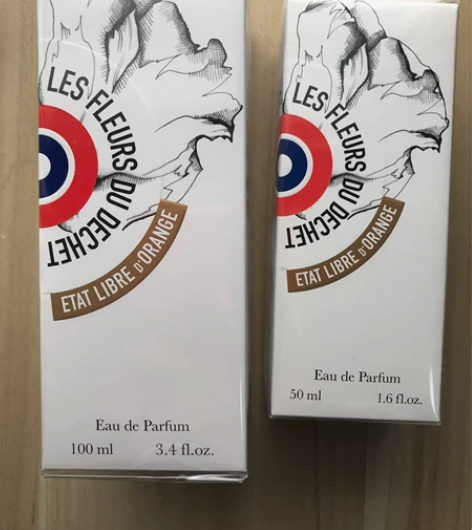 LES FLEURS DU DECHET
ETAT LIBRE D'ORANGE
Eau de Parfum
100 ml 3.4 fl.oz.
LES FLEURS DU DECHET
ETAT LIBRE D'ORANGE
Eau de Parfum
50 ml 1.6 fl.oz.